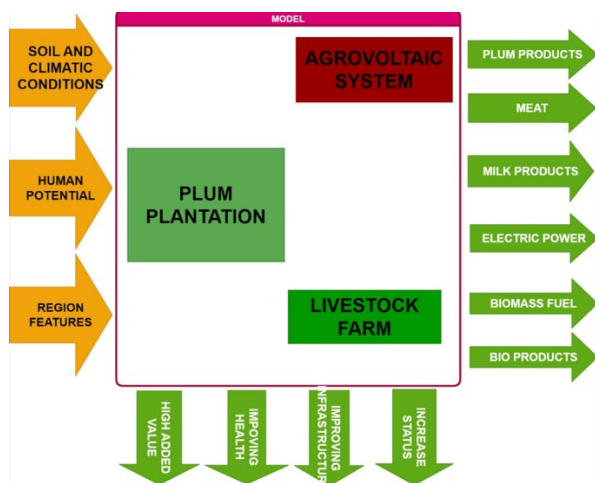 MODEL
SOIL AND
CLIMATIC
CONDITIONS
HUMAN
POTENTIAL
REGION
FEATURES
AGROVOLTAIC
SYSTEM
PLUM
PLANTATION
LIVESTOCK
FARM
PLUM PRODUCTS
MEAT
MILK PRODUCTS
ELECTRIC POWER
BIOMASS FUEL
BIO PRODUCTS
HIGH ADDED
VALUE
IMPOVING
HEALTH
IMPROVING
INFRASTRUCTUR
INCREASE
STATUS